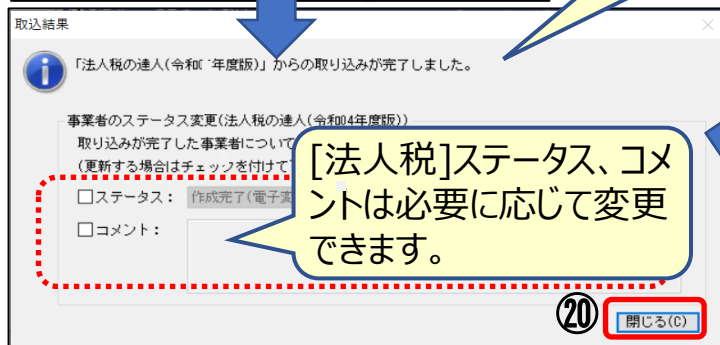 取込結果
「法人税の達人(令和 年度版)」からの取り込みが完了しました。
事業者のステータス変更(法人税の達人(令和04年度版))
取り込みが完了した事業者について
(更新する場合はチェックを付けて
□ステータス： 作成完了(電子変
□コメント：
[法人税]ステータス、コメ
ントは必要に応じて変更
できます。
⑳
閉じる(C)